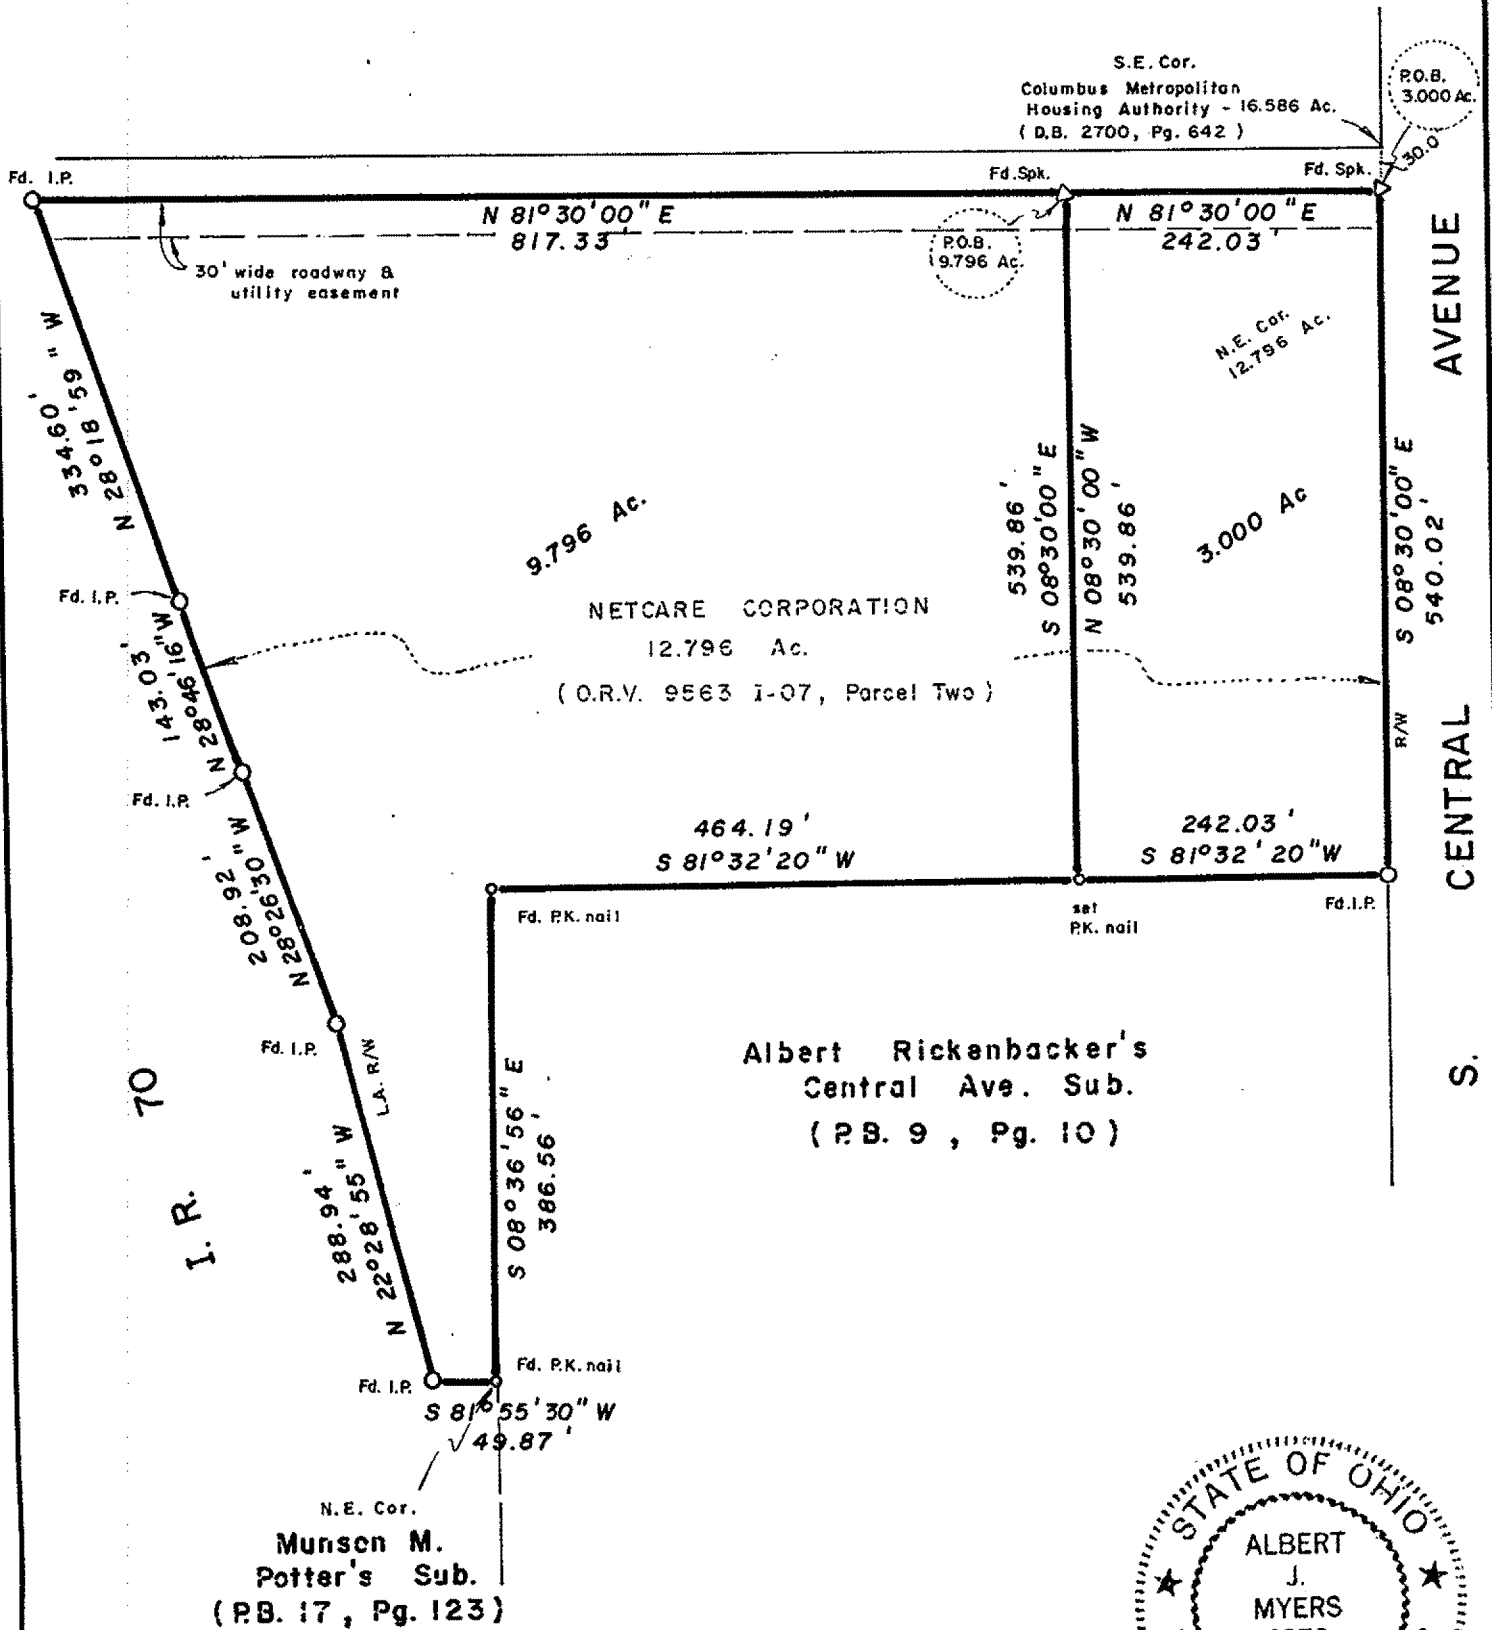 S.E. Cor.
Columbus Metropolitan
Housing Authority - 16.586 Ac.
( D.B. 2700, Pg. 642 )
P.O.B.
3.000 Ac.
30.0'
Fd. I.P.
Fd. Spk.
Fd. Spk.
N 81°30'00" E
817.33'
N 81°30'00" E
242.03'
P.O.B.
9.796 Ac.
30' wide roadway &
utility easement
N.E. Cor.
12.796 Ac.
AVENUE
334.60'
N 28°18'59" W
9.796 Ac.
539.86'
S 08°30'00" E
N 08°30'00" W
539.86'
3.000 Ac
S 08°30'00" E
540.02'
Fd. I.P.
NETCARE CORPORATION
12.796 Ac.
( O.R.V. 9563 I-07, Parcel Two )
143.03'
N 28°46'16" W
R/W
Fd. I.P.
CENTRAL
464.19'
S 81°32'20" W
242.03'
S 81°32'20" W
208.92'
N 28°26'30" W
Fd. P.K. nail
set
P.K. nail
Fd. I.P.
Fd. I.P.
L.A. R/W
Albert Rickenbacker's
Central Ave. Sub.
( P.B. 9 , Pg. 10 )
S.
I. R. 70
288.94'
N 22°28'55" W
S 08°36'56" E
386.56'
Fd. I.P.
Fd. P.K. nail
S 81°55'30" W
49.87'
N.E. Cor.
Munson M.
Potter's Sub.
( P.B. 17 , Pg. 123 )
STATE OF OHIO
ALBERT
J.
MYERS